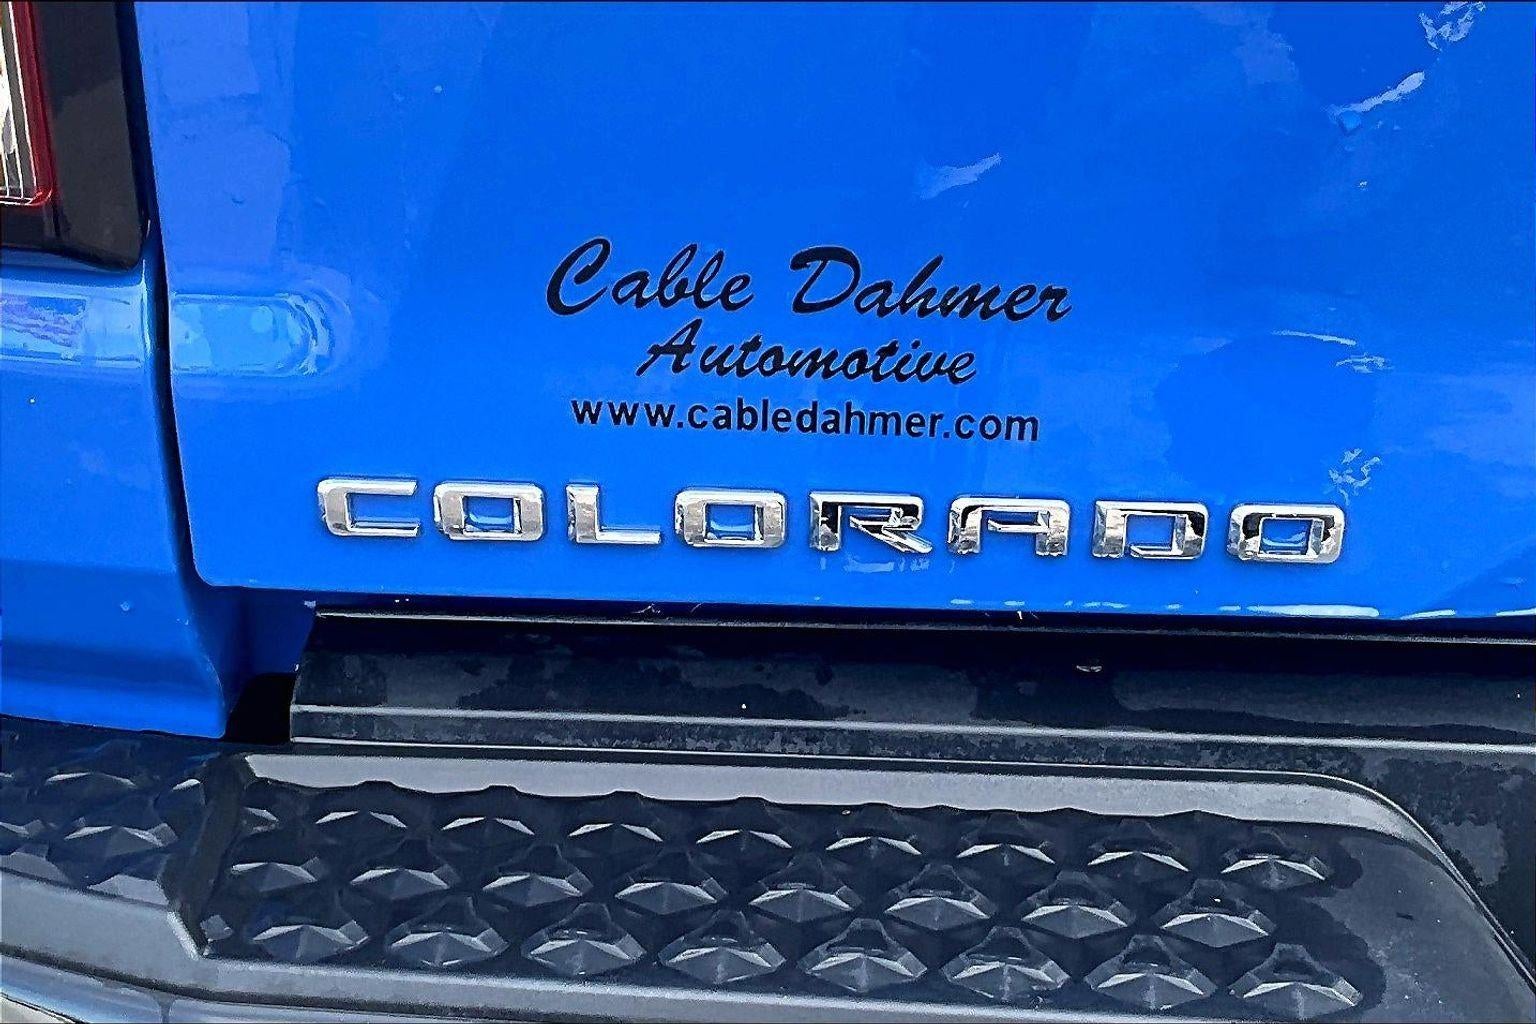 Cable Dahmer
Automotive
www.cabledahmer.com
COLORADO